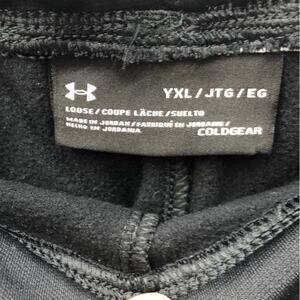 YXL / JTG / EG
LOOSE / COUPE LÂCHE / SUELTO
MADE IN JORDAN / FABRIQUÉ EN JORDANIE /
HECHO EN JORDANIA
COLDGEAR